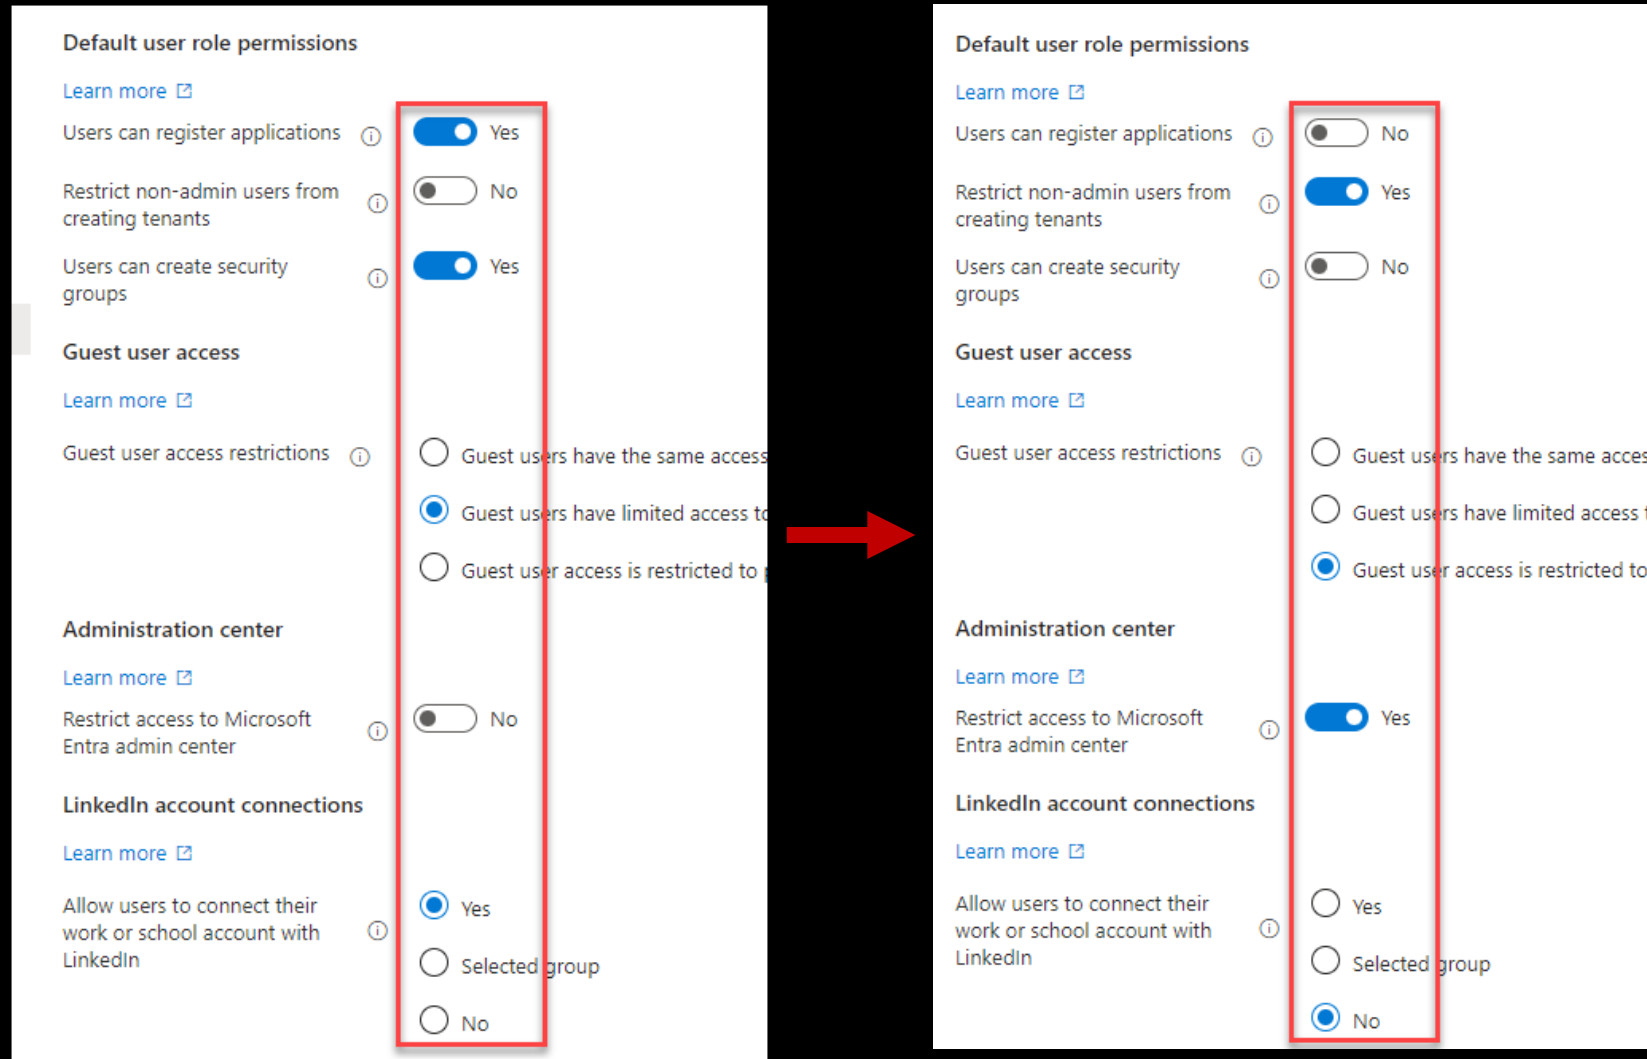 Default user role permissions
Learn more
Users can register applications Yes
Restrict non-admin users from
creating tenants
No
Users can create security
groups
Yes
Guest user access
Learn more
Guest user access restrictions
Guest users have the same access
Guest users have limited access to
Guest user access is restricted to
Administration center
Learn more
Restrict access to Microsoft
Entra admin center
No
LinkedIn account connections
Learn more
Allow users to connect their
work or school account with
LinkedIn
Yes
Selected group
No
Default user role permissions
Learn more
Users can register applications No
Restrict non-admin users from
creating tenants
Yes
Users can create security
groups
No
Guest user access
Learn more
Guest user access restrictions
Guest users have the same acces
Guest users have limited access
Guest user access is restricted to
Administration center
Learn more
Restrict access to Microsoft
Entra admin center
Yes
LinkedIn account connections
Learn more
Allow users to connect their
work or school account with
LinkedIn
Yes
Selected group
No